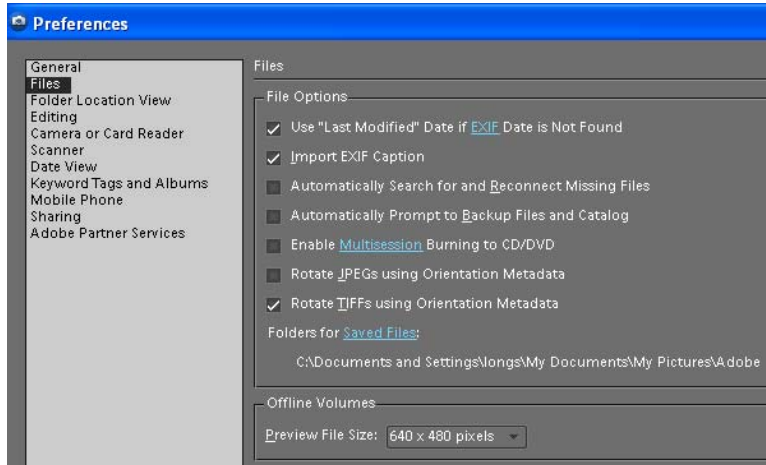 Preferences
General
Files
Folder Location View
Editing
Camera or Card Reader
Scanner
Date View
Keyword Tags and Albums
Mobile Phone
Sharing
Adobe Partner Services
Files
File Options
Use "Last Modified" Date if EXIF Date is Not Found
Import EXIF Caption
Automatically Search for and Reconnect Missing Files
Automatically Prompt to Backup Files and Catalog
Enable Multisession Burning to CD/DVD
Rotate JPEGs using Orientation Metadata
Rotate TIFFs using Orientation Metadata
Folders for Saved Files:
C:\Documents and Settings\longs\My Documents\My Pictures\Adobe
Offline Volumes
Preview File Size: 640 x 480 pixels